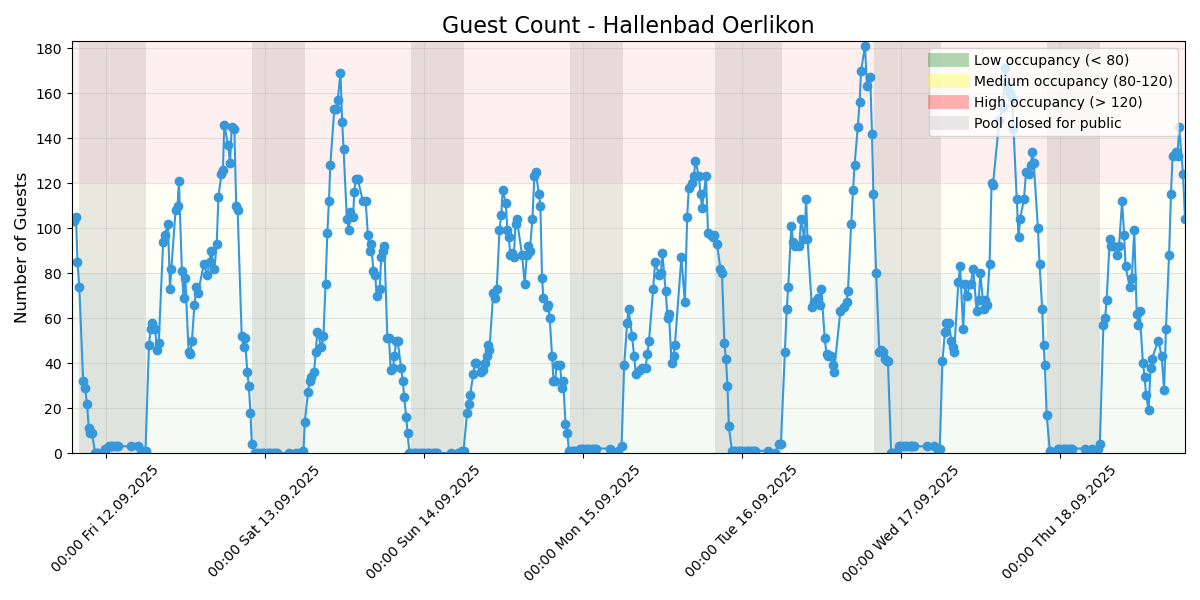 Guest Count - Hallenbad Oerlikon
Number of Guests
180
160
140
120
100
80
60
40
20
0
Low occupancy (< 80)
Medium occupancy (80-120)
High occupancy (> 120)
Pool closed for public
00:00 Fri 12.09.2025
00:00 Sat 13.09.2025
00:00 Sun 14.09.2025
00:00 Mon 15.09.2025
00:00 Tue 16.09.2025
00:00 Wed 17.09.2025
00:00 Thu 18.09.2025